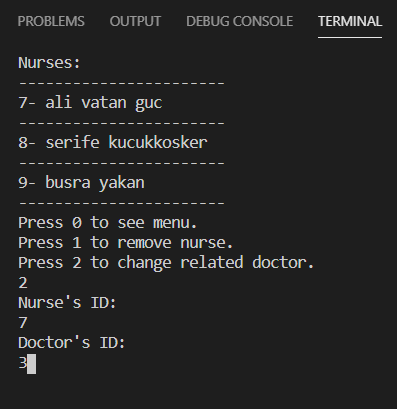 PROBLEMS OUTPUT DEBUG CONSOLE TERMINAL
Nurses:
-----------------------
7- ali vatan guc
-----------------------
8- serife kucukkosker
-----------------------
9- busra yakan
-----------------------
Press 0 to see menu.
Press 1 to remove nurse.
Press 2 to change related doctor.
2
Nurse's ID:
7
Doctor's ID:
3